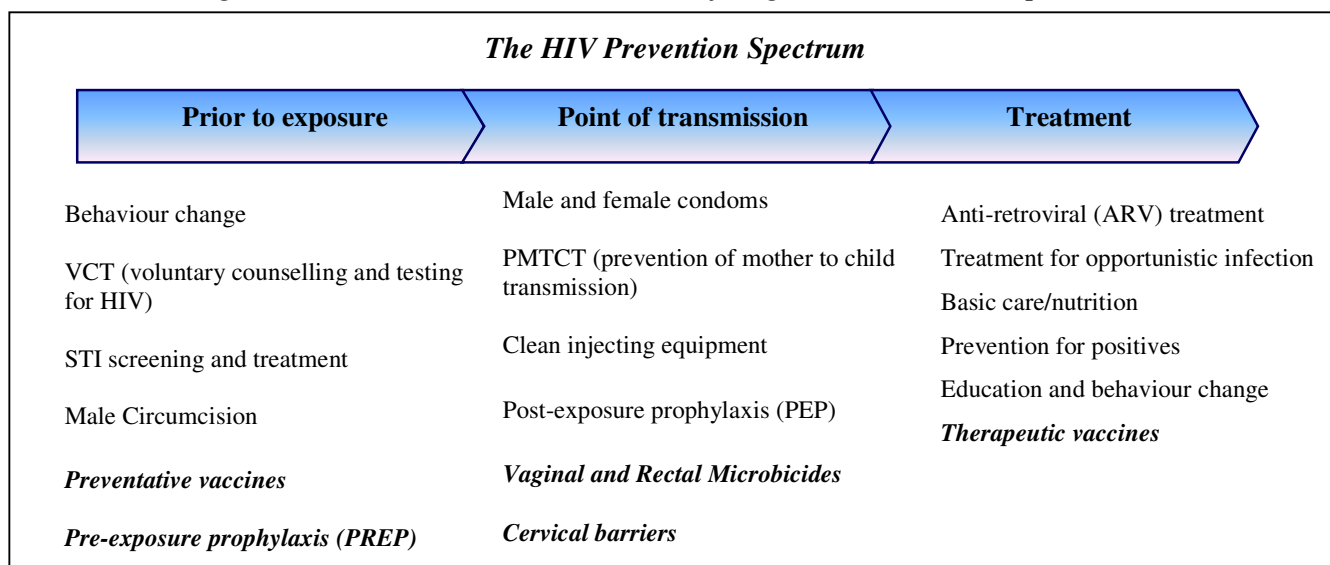 The HIV Prevention Spectrum
Prior to exposure
Point of transmission
Treatment
Behaviour change
VCT (voluntary counselling and testing
for HIV)
STI screening and treatment
Male Circumcision
Preventative vaccines
Pre-exposure prophylaxis (PREP)
Male and female condoms
PMTCT (prevention of mother to child
transmission)
Clean injecting equipment
Post-exposure prophylaxis (PEP)
Vaginal and Rectal Microbicides
Cervical barriers
Anti-retroviral (ARV) treatment
Treatment for opportunistic infection
Basic care/nutrition
Prevention for positives
Education and behaviour change
Therapeutic vaccines